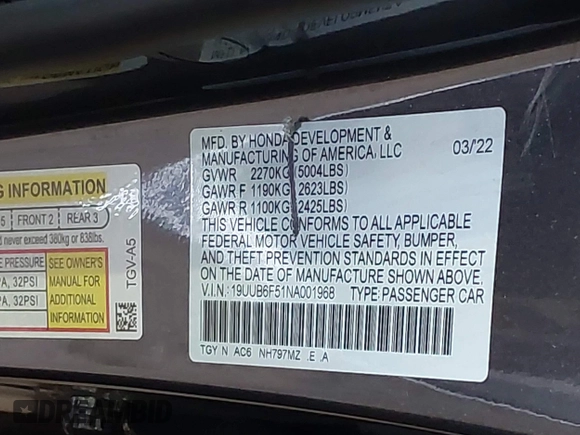 MFD. BY HONDA DEVELOPMENT &
MANUFACTURING OF AMERICA, LLC 03/22
GVWR 2270KG (5004LBS)
GAWR F 1190KG (2623LBS)
GAWR R 1100KG (2425LBS)
THIS VEHICLE CONFORMS TO ALL APPLICABLE
FEDERAL MOTOR VEHICLE SAFETY, BUMPER,
AND THEFT PREVENTION STANDARDS IN EFFECT
ON THE DATE OF MANUFACTURE SHOWN ABOVE.
V.I.N.: 19UUB6F51NA001968 TYPE: PASSENGER CAR
TGY N AC6 NH797MZ .E .A
INFORMATION
5 FRONT 2 REAR 3
never exceed 380kg or 838lbs.
PRESSURE SEE OWNER'S
A, 32PSI MANUAL FOR
ADDITIONAL
A, 32PSI INFORMATION
TGV-A5
DREAMBID